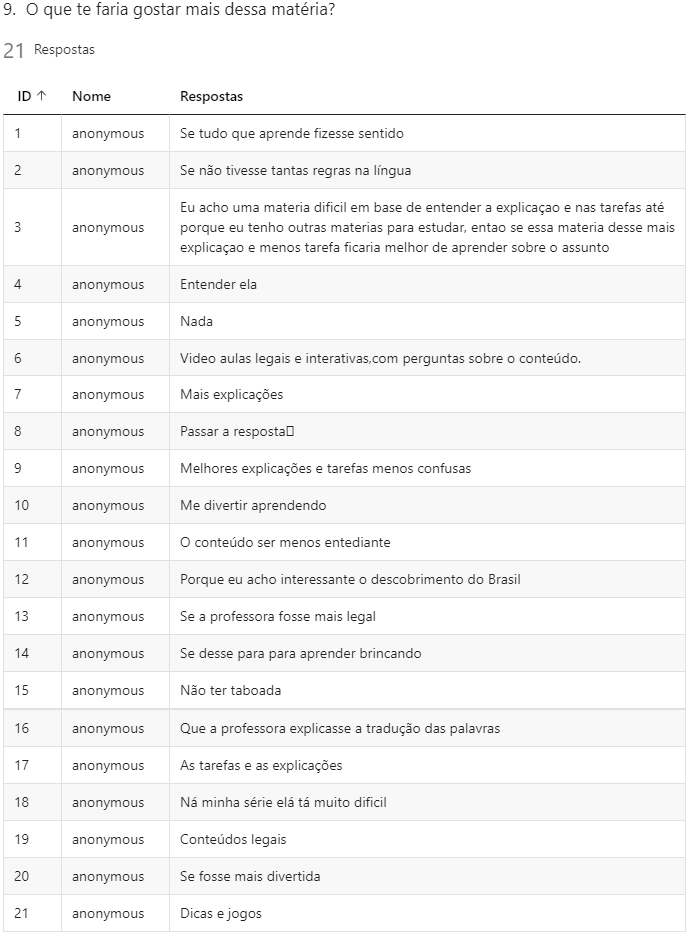 9. O que te faria gostar mais dessa matéria?
21 Respostas
ID ↑ Nome Respostas
1 anonymous Se tudo que aprende fizesse sentido
2 anonymous Se não tivesse tantas regras na língua
3 anonymous Eu acho uma materia dificil em base de entender a explicaçao e nas tarefas até
porque eu tenho outras materias para estudar, entao se essa materia desse mais
explicaçao e menos tarefa ficaria melhor de aprender sobre o assunto
4 anonymous Entender ela
5 anonymous Nada
6 anonymous Video aulas legais e interativas,com perguntas sobre o conteúdo.
7 anonymous Mais explicações
8 anonymous Passar a resposta
9 anonymous Melhores explicações e tarefas menos confusas
10 anonymous Me divertir aprendendo
11 anonymous O conteúdo ser menos entediante
12 anonymous Porque eu acho interessante o descobrimento do Brasil
13 anonymous Se a professora fosse mais legal
14 anonymous Se desse para para aprender brincando
15 anonymous Não ter taboada
16 anonymous Que a professora explicasse a tradução das palavras
17 anonymous As tarefas e as explicações
18 anonymous Ná minha série elá tá muito dificil
19 anonymous Conteúdos legais
20 anonymous Se fosse mais divertida
21 anonymous Dicas e jogos